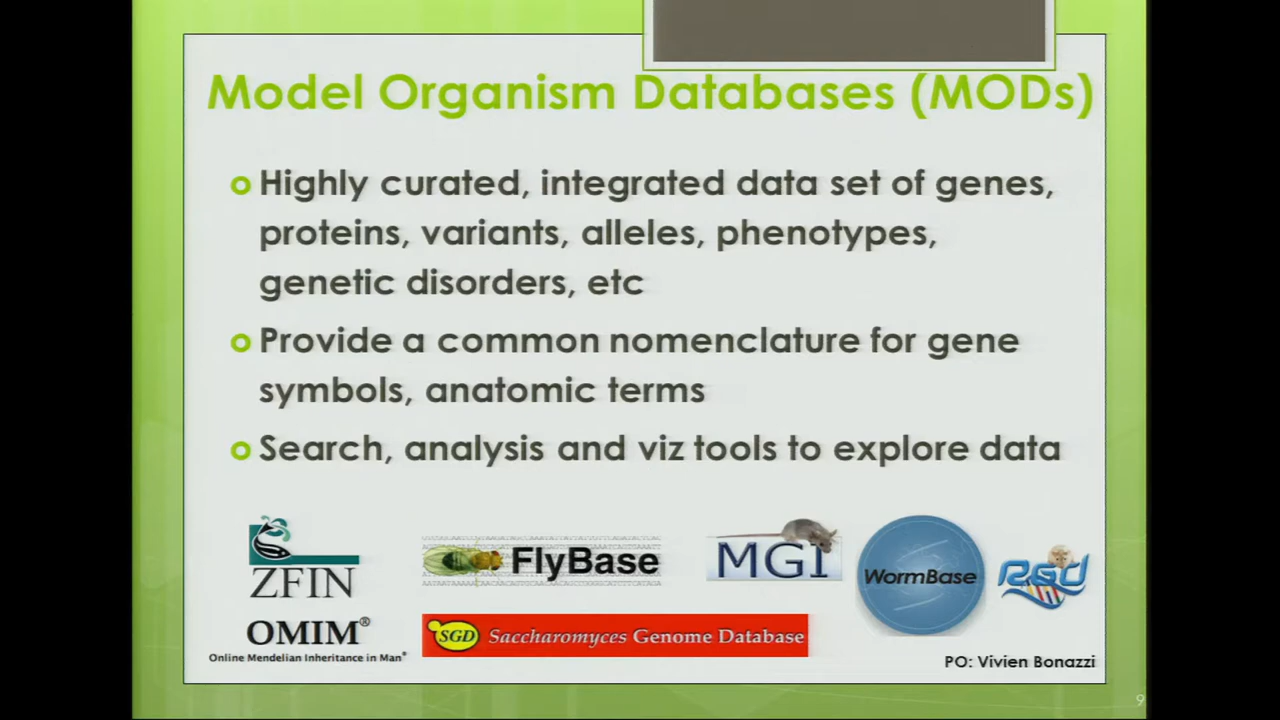 Model Organism Databases (MODs)
Highly curated, integrated data set of genes,
proteins, variants, alleles, phenotypes,
genetic disorders, etc
Provide a common nomenclature for gene
symbols, anatomic terms
Search, analysis and viz tools to explore data
ZFIN
FlyBase
MGI
WormBase
RGD
OMIM®
Online Mendelian Inheritance in Man®
SGD Saccharomyces Genome Database
PO: Vivien Bonazzi
9